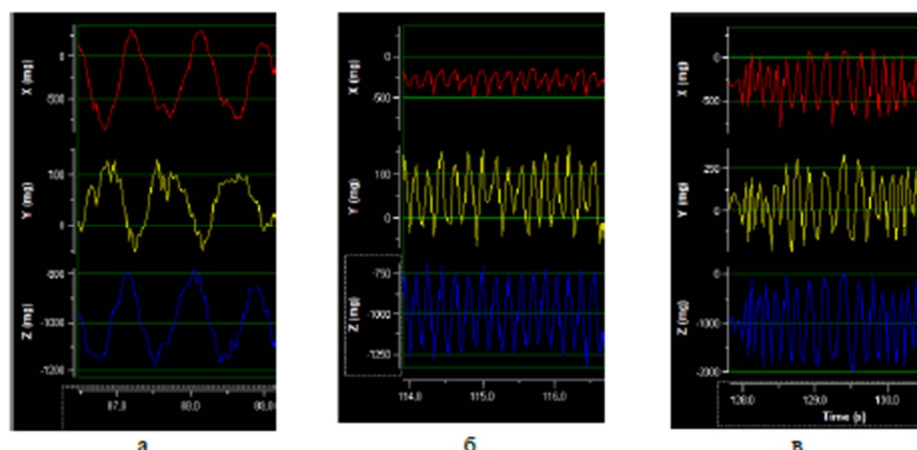 X (mg)
0
-500
Y (mg)
100
0
Z (mg)
-1000
-1200
87,0
88,0
а
X (mg)
0
-500
Y (mg)
100
0
Z (mg)
-750
-1000
-1250
114,0
115,0
116,0
б
X (mg)
0
-500
Y (mg)
250
0
Z (mg)
0
-1000
-2000
128,0
129,0
130,0
Time (s)
в